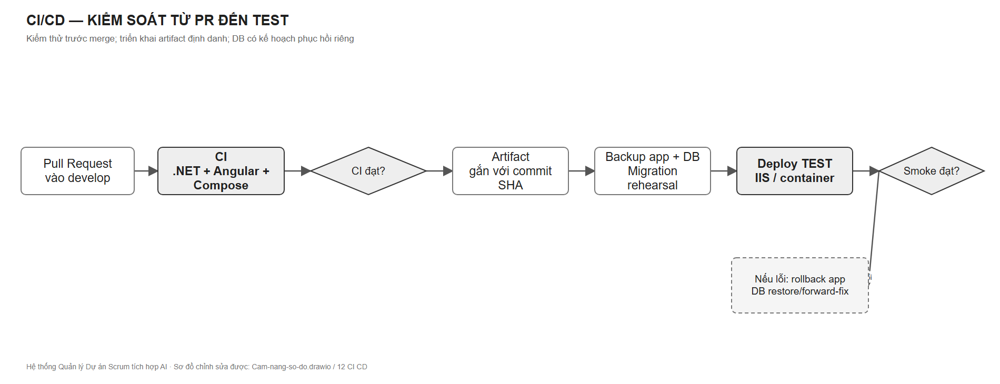 CI/CD — KIỂM SOÁT TỪ PR ĐẾN TEST
Kiểm thử trước merge; triển khai artifact định danh; DB có kế hoạch phục hồi riêng
Pull Request
vào develop
CI
.NET + Angular +
Compose
CI đạt?
Artifact
gắn với commit
SHA
Backup app + DB
Migration
rehearsal
Deploy TEST
IIS / container
Smoke đạt?
Nếu lỗi: rollback app
DB restore/forward-fix
Hệ thống Quản lý Dự án Scrum tích hợp AI · Sơ đồ chỉnh sửa được: Cam-nang-so-do.drawio / 12 CI CD